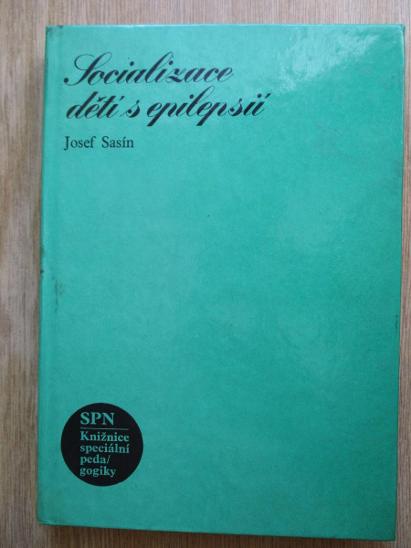 Socializace
dětí s epilepsií
Josef Sasín
SPN
Knižnice
speciální
peda/
gogiky